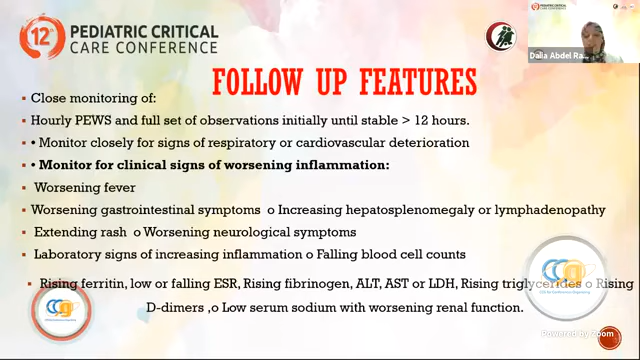 12th
PEDIATRIC CRITICAL
CARE CONFERENCE
Dalia Abdel Ra...
FOLLOW UP FEATURES
▪ Close monitoring of:
▪ Hourly PEWS and full set of observations initially until stable > 12 hours.
▪ • Monitor closely for signs of respiratory or cardiovascular deterioration
▪ • Monitor for clinical signs of worsening inflammation:
▪ Worsening fever
▪ Worsening gastrointestinal symptoms o Increasing hepatosplenomegaly or lymphadenopathy
▪ Extending rash o Worsening neurological symptoms
▪ Laboratory signs of increasing inflammation o Falling blood cell counts
▪ Rising ferritin, low or falling ESR, Rising fibrinogen, ALT, AST or LDH, Rising triglycerides o Rising
D-dimers ,o Low serum sodium with worsening renal function.
Powered by Zoom